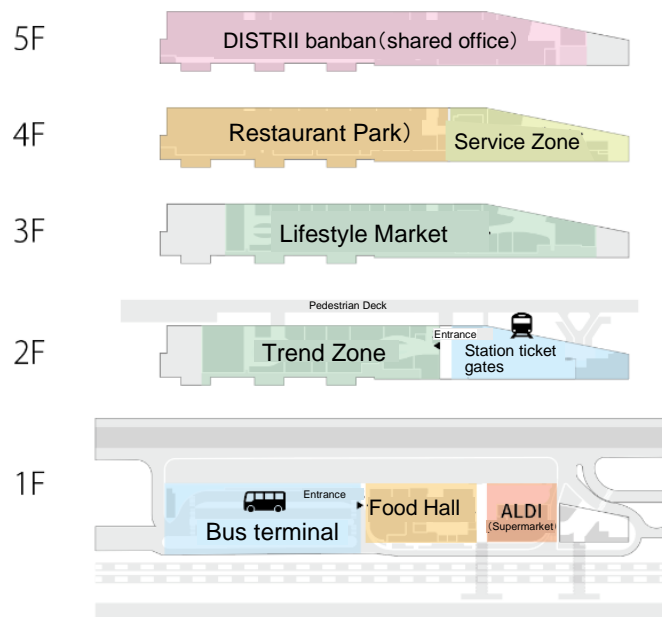 5F
DISTRII banban(shared office)
4F
Restaurant Park)
Service Zone
3F
Lifestyle Market
Pedestrian Deck
2F
Trend Zone
Entrance
Station ticket
gates
1F
Entrance
Bus terminal
Food Hall
ALDI
(Supermarket)